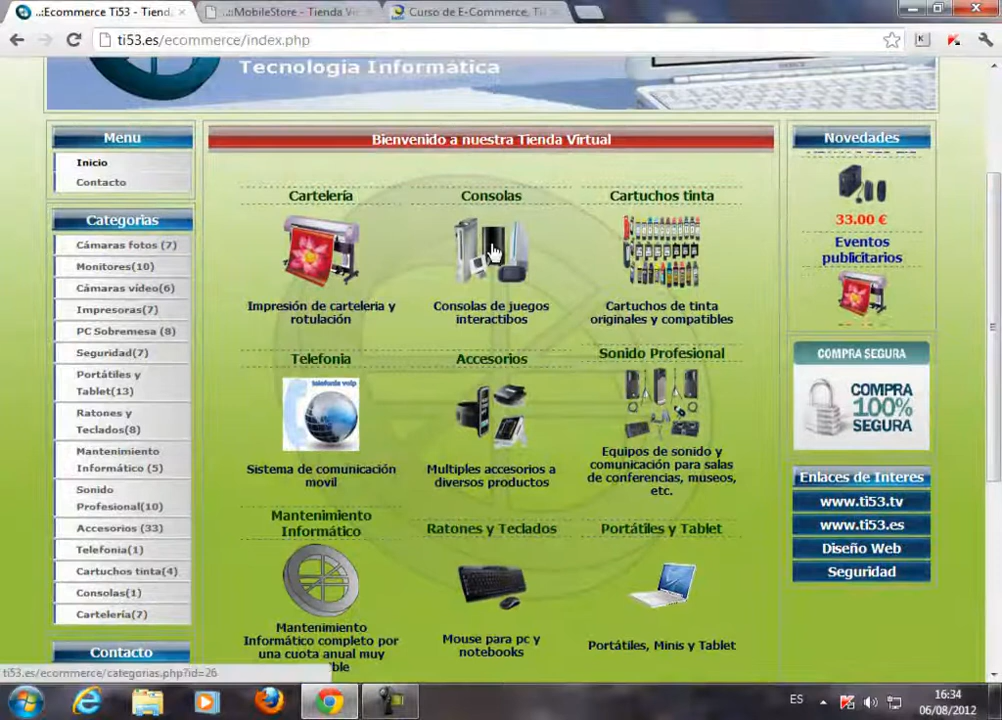 ..:Ecommerce Ti53 - Tiend
..:MobileStore - Tienda Vi
Curso de E-Commerce, Ti
ti53.es/ecommerce/index.php
Tecnología Informática
Menu
Inicio
Contacto
Categorias
Cámaras fotos (7)
Monitores(10)
Cámaras vídeo(6)
Impresoras(7)
PC Sobremesa (8)
Seguridad(7)
Portátiles y
Tablet(13)
Ratones y
Teclados(8)
Mantenimiento
Informático (5)
Sonido
Profesional(10)
Accesorios (33)
Telefonia(1)
Cartuchos tinta(4)
Consolas(1)
Cartelería(7)
Contacto
Bienvenido a nuestra Tienda Virtual
Cartelería
Consolas
Cartuchos tinta
Impresión de carteleria y
rotulación
Consolas de juegos
interactibos
Cartuchos de tinta
originales y compatibles
Telefonia
Accesorios
Sonido Profesional
telefonia voip
Sistema de comunicación
movil
Multiples accesorios a
diversos productos
Equipos de sonido y
comunicación para salas
de conferencias, museos,
etc.
Mantenimiento
Informático
Ratones y Teclados
Portátiles y Tablet
Mantenimiento
Informático completo por
una cuota anual muy
Mouse para pc y
notebooks
Portátiles, Minis y Tablet
Novedades
33.00 €
Eventos
publicitarios
COMPRA SEGURA
COMPRA
100%
SEGURA
Enlaces de Interes
www.ti53.tv
www.ti53.es
Diseño Web
Seguridad
ti53.es/ecommerce/categorias.php?id=26
ES
16:34
06/08/2012